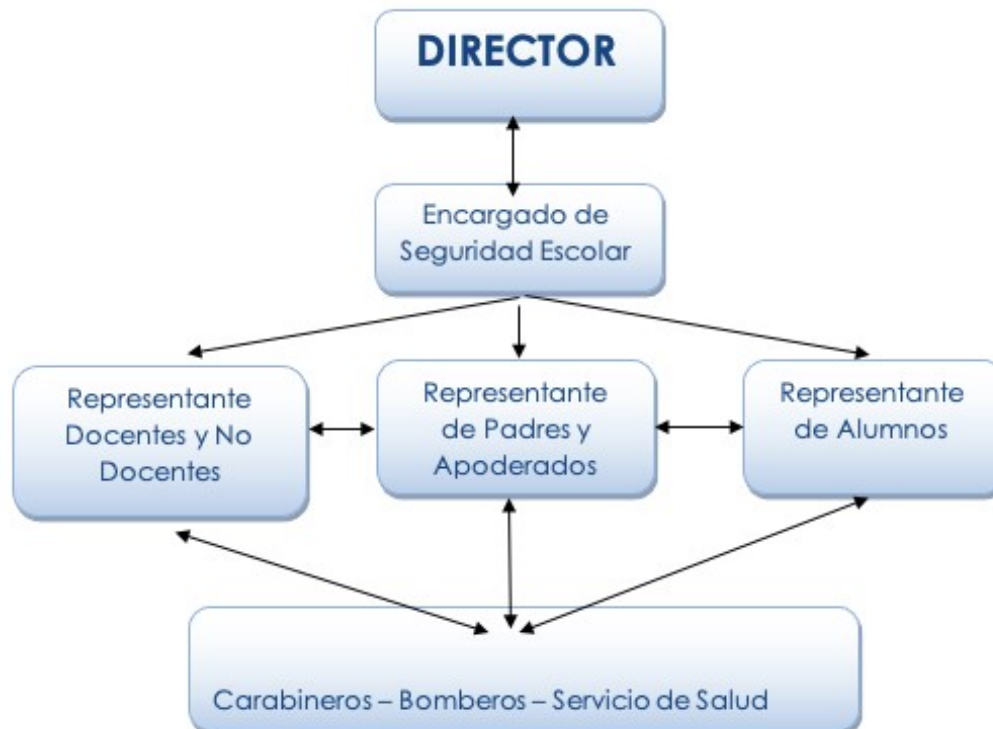 DIRECTOR
Encargado de
Seguridad Escolar
Representante
Docentes y No
Docentes
Representante
de Padres y
Apoderados
Representante
de Alumnos
Carabineros – Bomberos – Servicio de Salud